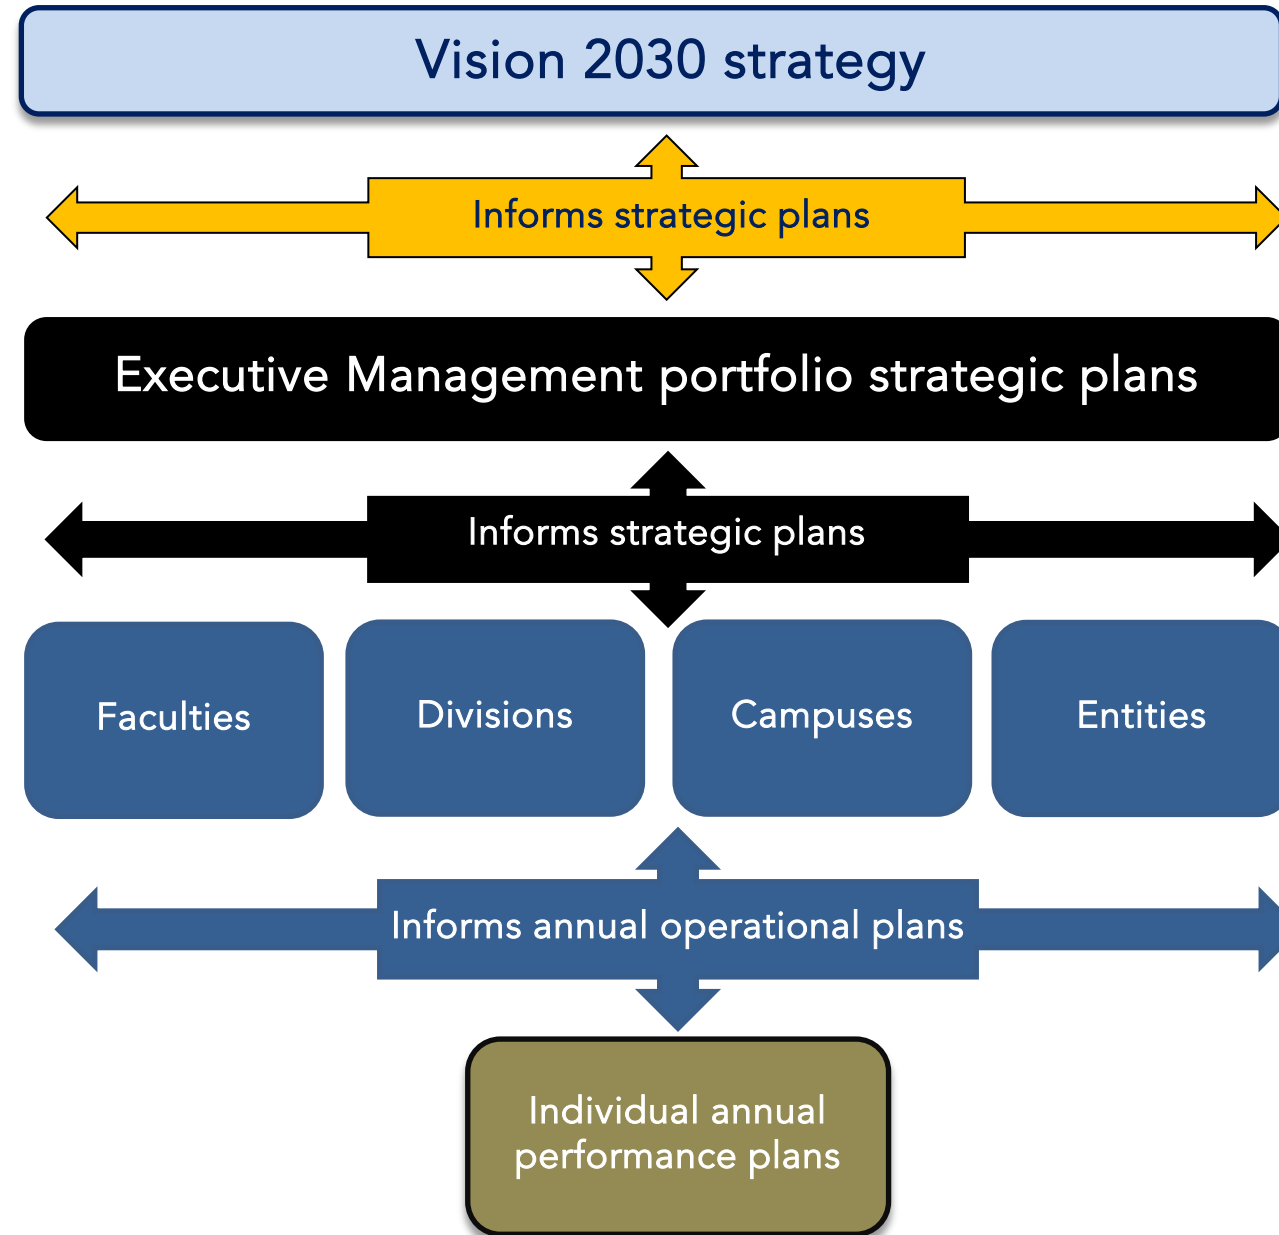 Vision 2030 strategy
Informs strategic plans
Executive Management portfolio strategic plans
Informs strategic plans
Faculties
Divisions
Campuses
Entities
Informs annual operational plans
Individual annual
performance plans